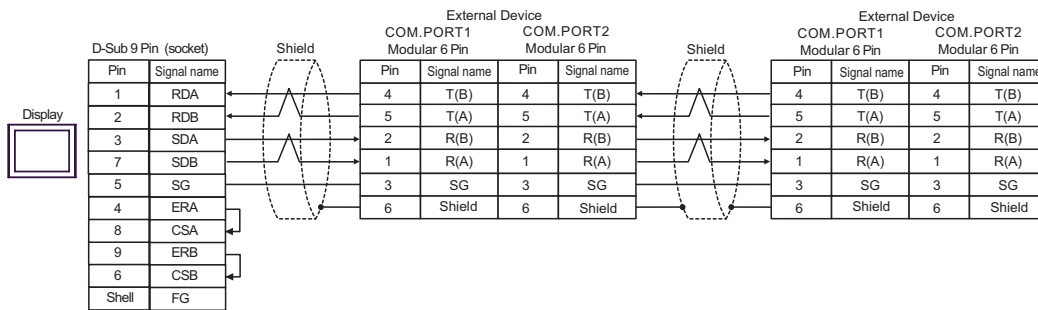 External Device
External Device
COM.PORT1 COM.PORT2
COM.PORT1 COM.PORT2
D-Sub 9 Pin (socket) Shield Modular 6 Pin Modular 6 Pin Shield Modular 6 Pin Modular 6 Pin
Pin Signal name Pin Signal name Pin Signal name Pin Signal name Pin Signal name
1 RDA 4 T(B) 4 T(B) 4 T(B) 4 T(B)
Display
2 RDB 5 T(A) 5 T(A) 5 T(A) 5 T(A)
3 SDA 2 R(B) 2 R(B) 2 R(B) 2 R(B)
7 SDB 1 R(A) 1 R(A) 1 R(A) 1 R(A)
5 SG 3 SG 3 SG 3 SG 3 SG
4 ERA 6 Shield 6 Shield 6 Shield 6 Shield
8 CSA
9 ERB
6 CSB
Shell FG